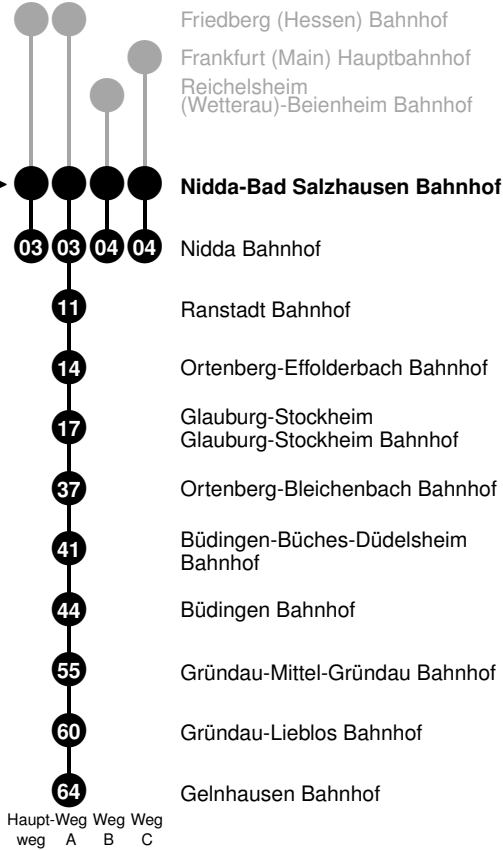 Friedberg (Hessen) Bahnhof
Frankfurt (Main) Hauptbahnhof
Reichelsheim
(Wetterau)-Beienheim Bahnhof
Nidda-Bad Salzhausen Bahnhof
03 03 04 04 Nidda Bahnhof
11 Ranstadt Bahnhof
14 Ortenberg-Effolderbach Bahnhof
17 Glauburg-Stockheim
Glauburg-Stockheim Bahnhof
37 Ortenberg-Bleichenbach Bahnhof
41 Büdingen-Büches-Düdelsheim
Bahnhof
44 Büdingen Bahnhof
55 Gründau-Mittel-Gründau Bahnhof
60 Gründau-Lieblos Bahnhof
64 Gelnhausen Bahnhof
Haupt-Weg Weg Weg
weg A B C